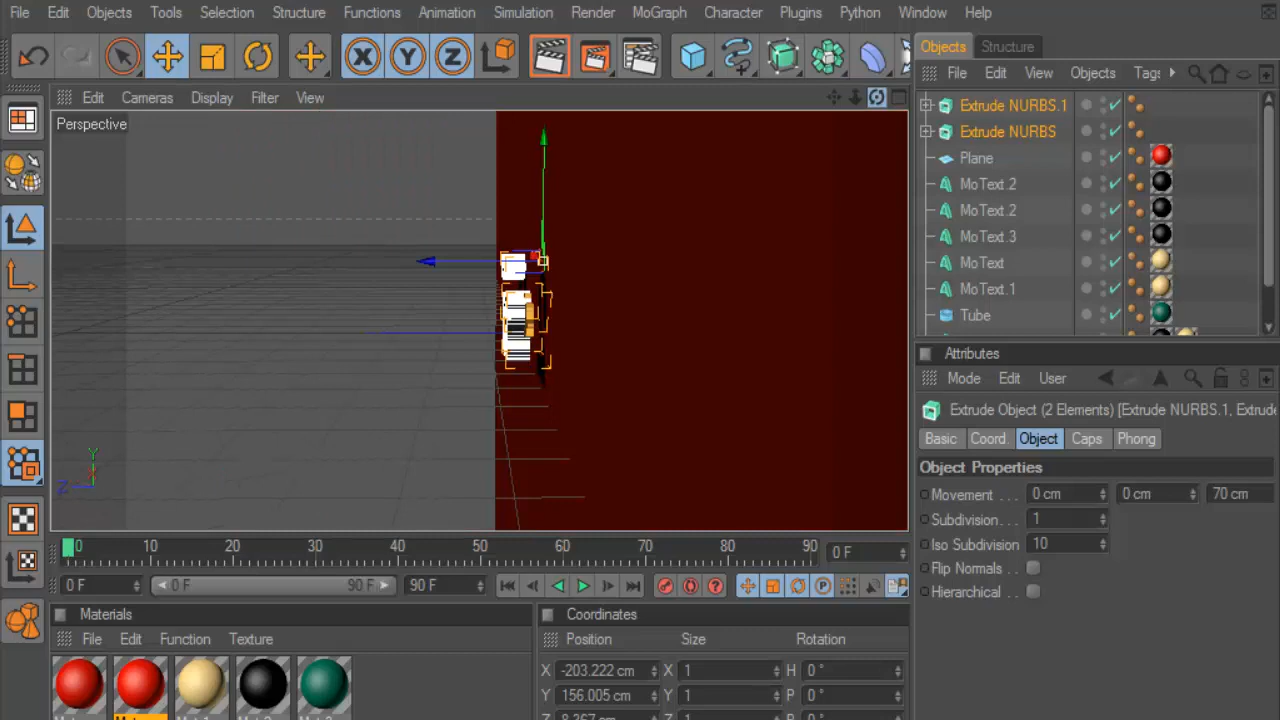 File Edit Objects Tools Selection Structure Functions Animation Simulation Render MoGraph Character Plugins Python Window Help
X Y Z
Objects Structure
File Edit View Objects Tags
Edit Cameras Display Filter View
Perspective
Extrude NURBS.1
Extrude NURBS
Plane
MoText.2
MoText.2
MoText.3
MoText
MoText.1
Tube
Attributes
Mode Edit User
Extrude Object (2 Elements) [Extrude NURBS.1, Extrude
Basic Coord. Object Caps Phong
Object Properties
Movement . . . 0 cm 0 cm 70 cm
Subdivision. . . 1
Iso Subdivision 10
Flip Normals . . .
Hierarchical . . .
Y
Z
0 10 20 30 40 50 60 70 80 90 0 F
0 F 0 F 90 F 90 F
Materials
File Edit Function Texture
Coordinates
Position Size Rotation
X -203.222 cm X 1 H 0 °
Y 156.005 cm Y 1 P 0 °